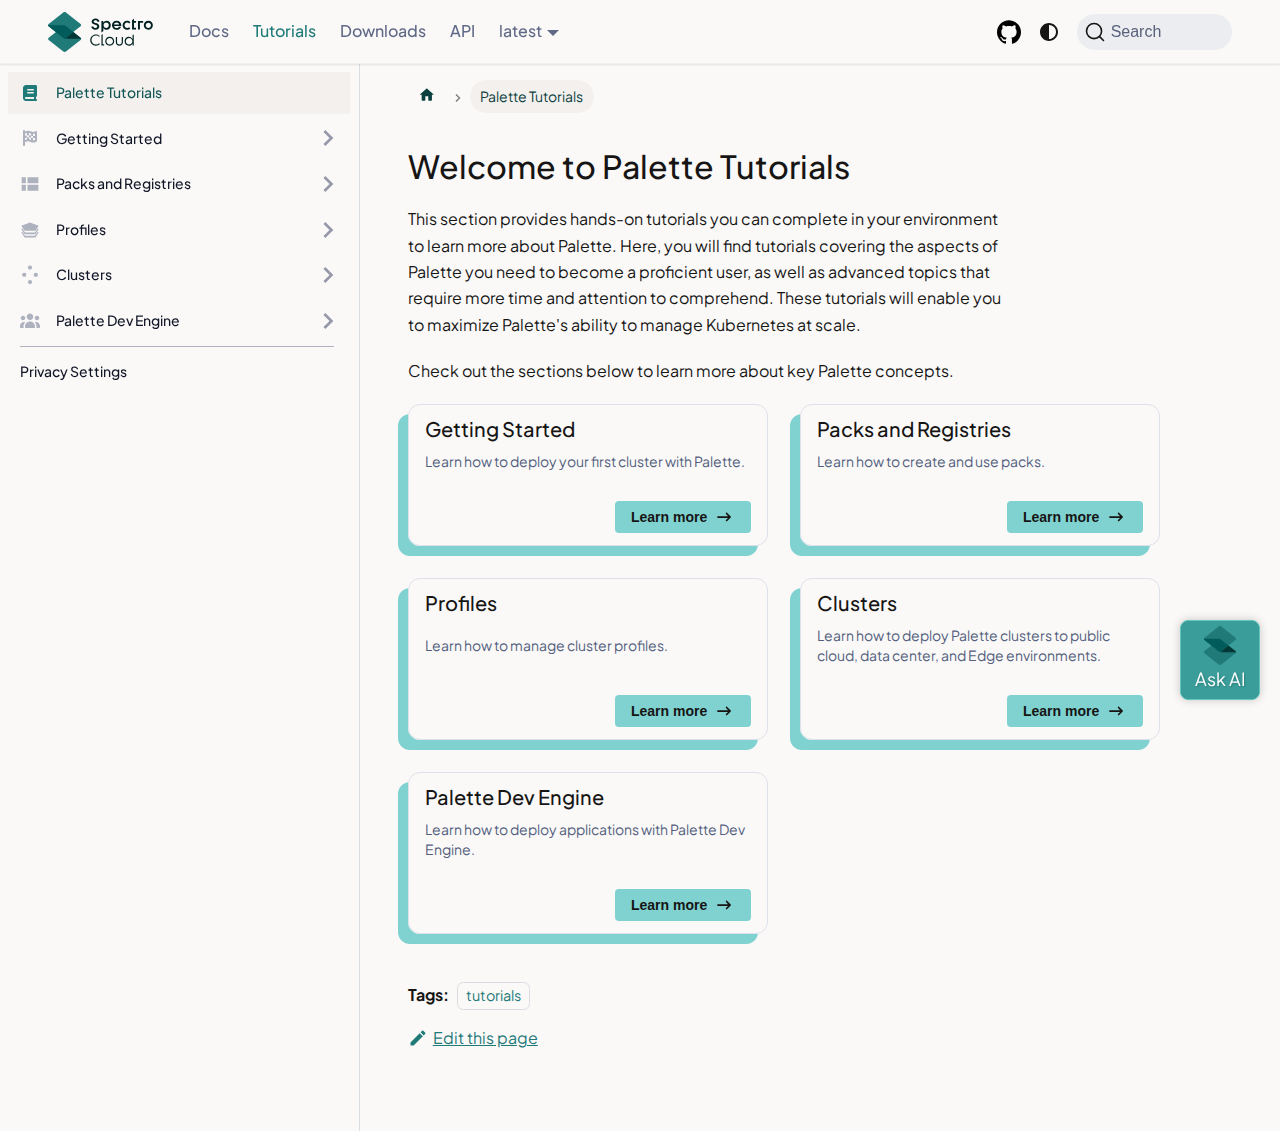 Spectro
Cloud
Docs
Tutorials
Downloads
API
latest
Search
Palette Tutorials
Getting Started
Packs and Registries
Profiles
Clusters
Palette Dev Engine
Privacy Settings
Palette Tutorials
Welcome to Palette Tutorials
This section provides hands-on tutorials you can complete in your environment
to learn more about Palette. Here, you will find tutorials covering the aspects of
Palette you need to become a proficient user, as well as advanced topics that
require more time and attention to comprehend. These tutorials will enable you
to maximize Palette's ability to manage Kubernetes at scale.
Check out the sections below to learn more about key Palette concepts.
Getting Started
Learn how to deploy your first cluster with Palette.
Learn more
Packs and Registries
Learn how to create and use packs.
Learn more
Profiles
Learn how to manage cluster profiles.
Learn more
Clusters
Learn how to deploy Palette clusters to public
cloud, data center, and Edge environments.
Learn more
Palette Dev Engine
Learn how to deploy applications with Palette Dev
Engine.
Learn more
Ask AI
Tags:
tutorials
Edit this page